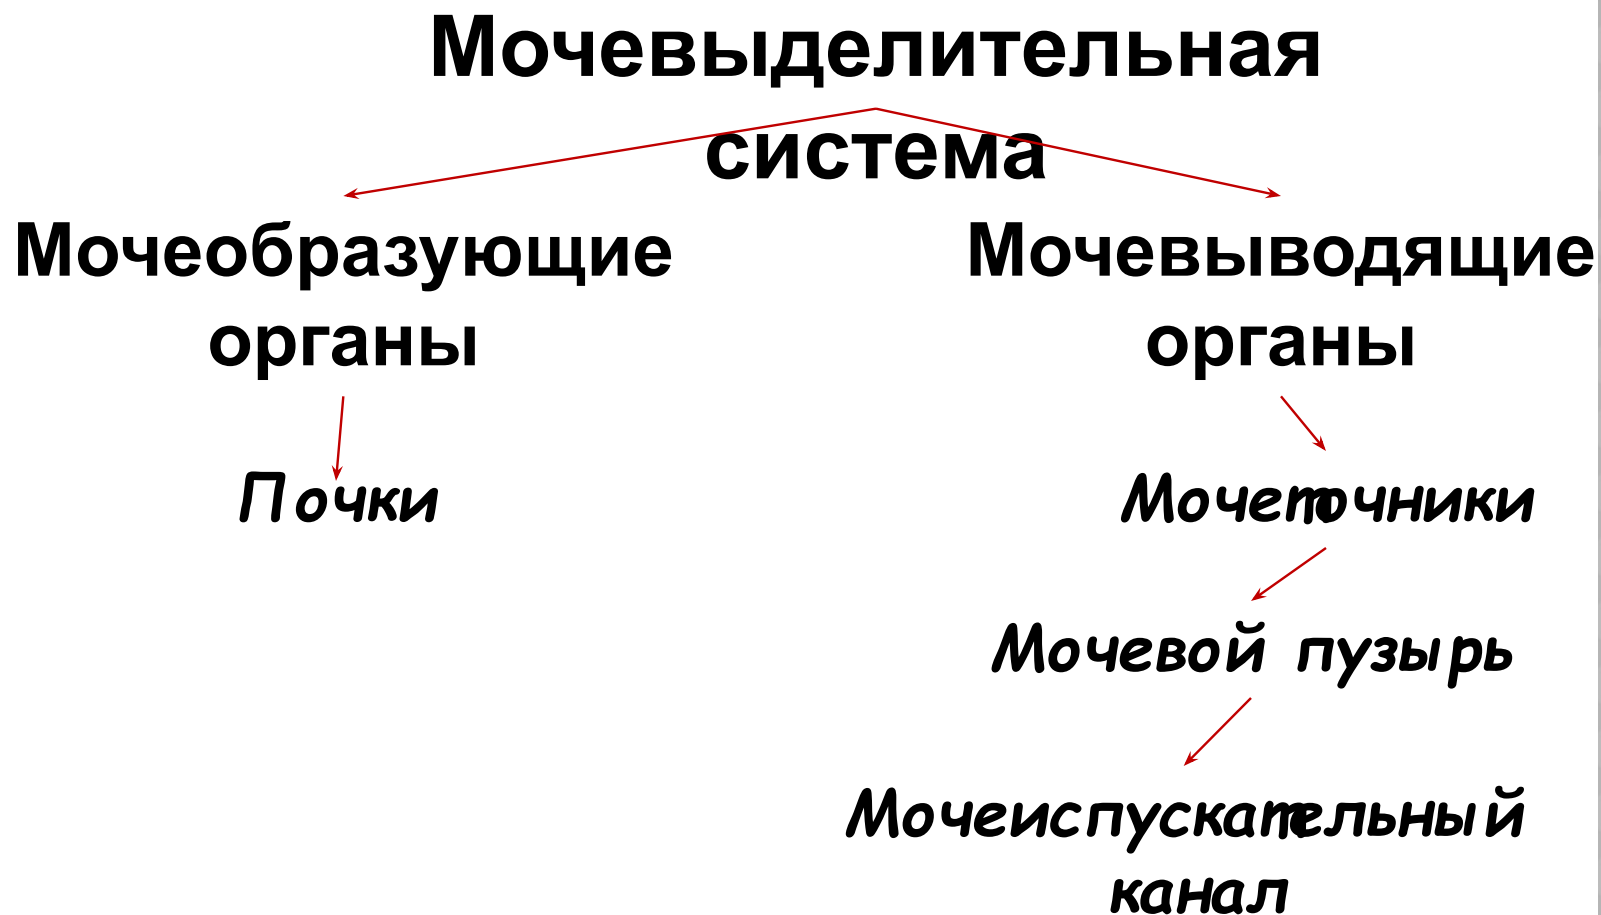 Мочевыделительная
система
Мочеобразующие
органы
Почки
Мочевыводящие
органы
Мочеточники
Мочевой пузырь
Мочеиспускательный
канал